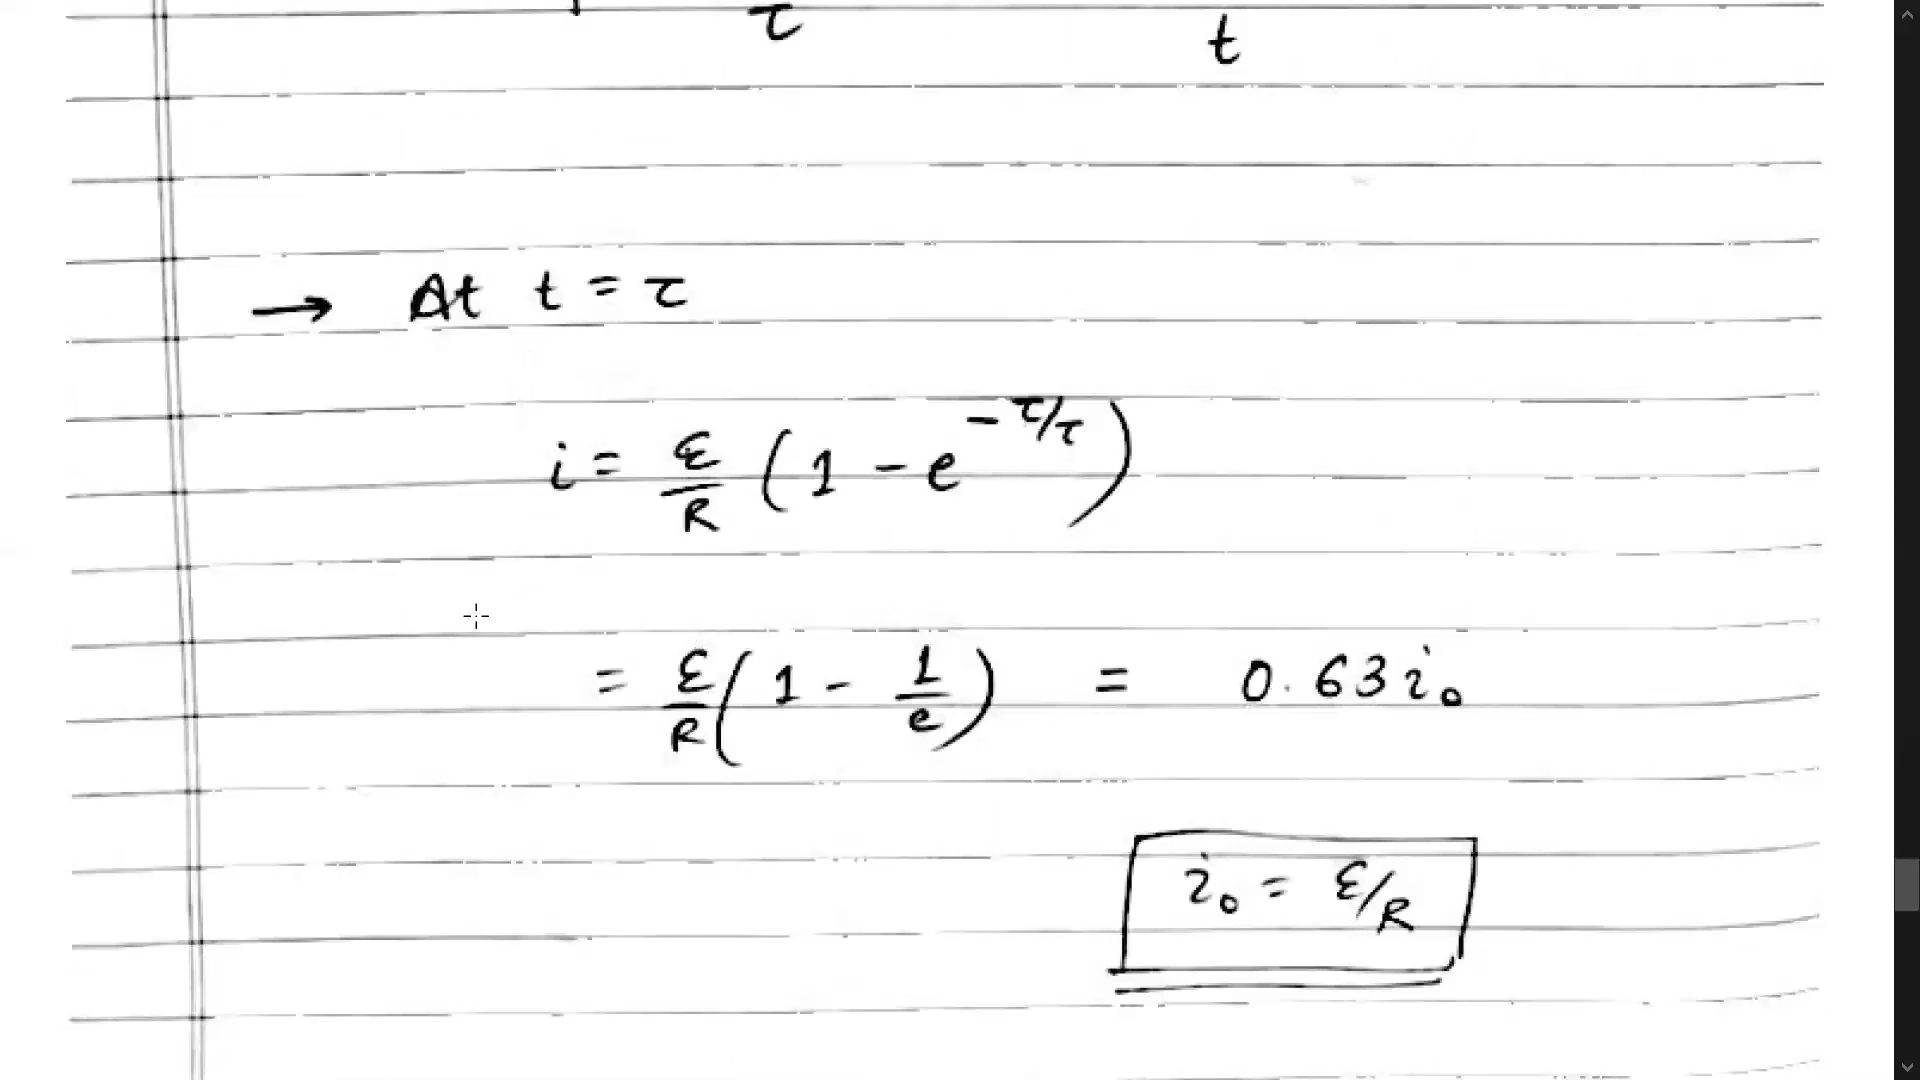 τ t
→ At t = τ
i = ε/R (1 - e^{-τ/τ})
= ε/R (1 - 1/e) = 0.63 i₀
i₀ = ε/R